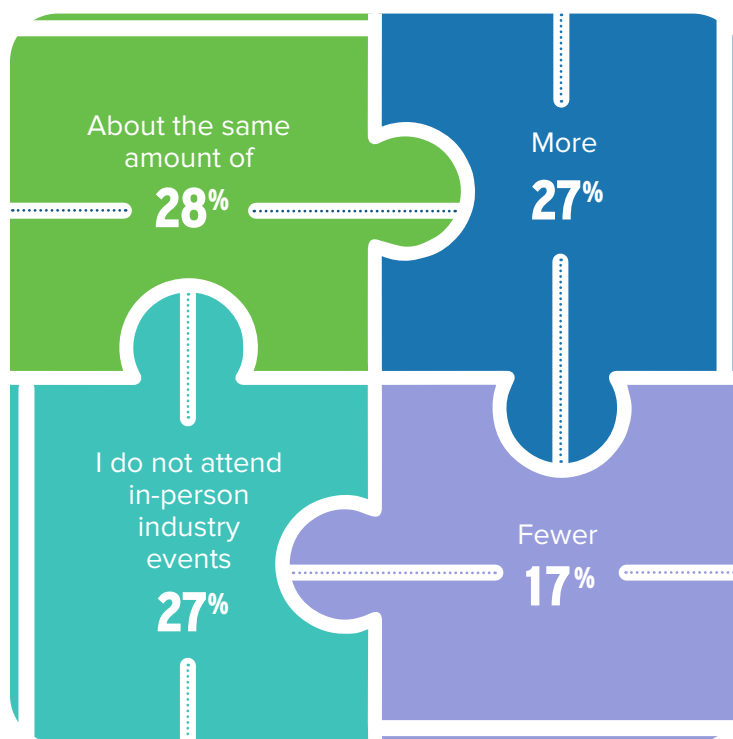 About the same
amount of
28%
More
27%
I do not attend
in-person
industry
events
27%
Fewer
17%